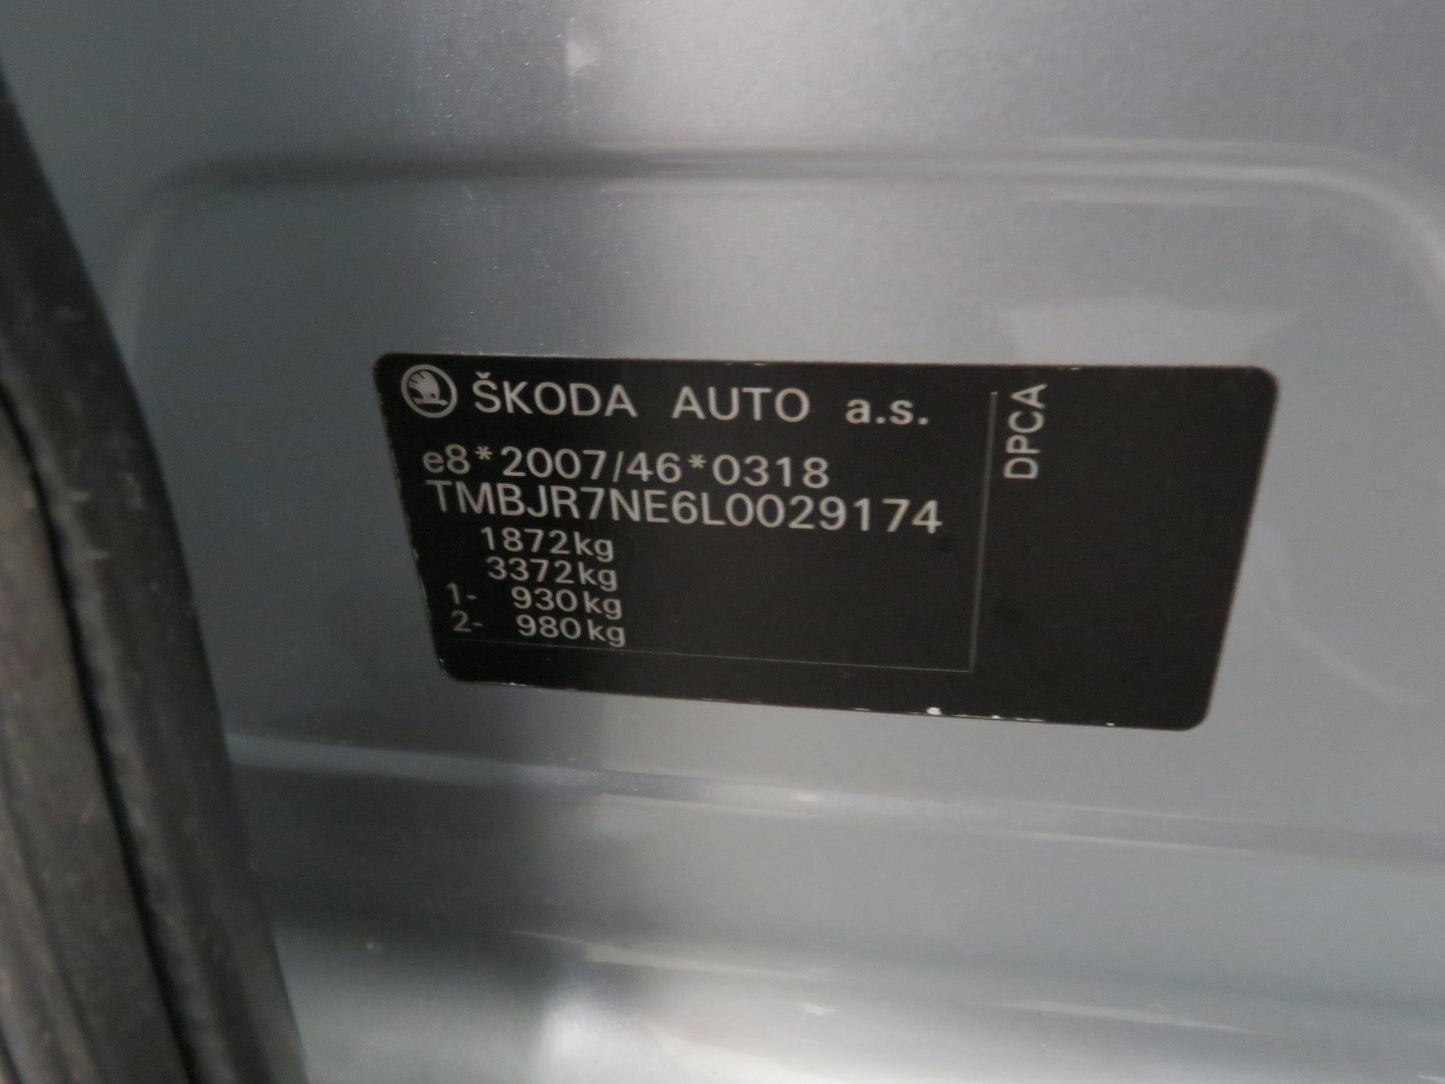 ŠKODA AUTO a.s.
e8*2007/46*0318
TMBJR7NE6L0029174
1872kg
3372kg
1- 930kg
2- 980kg
DPCA